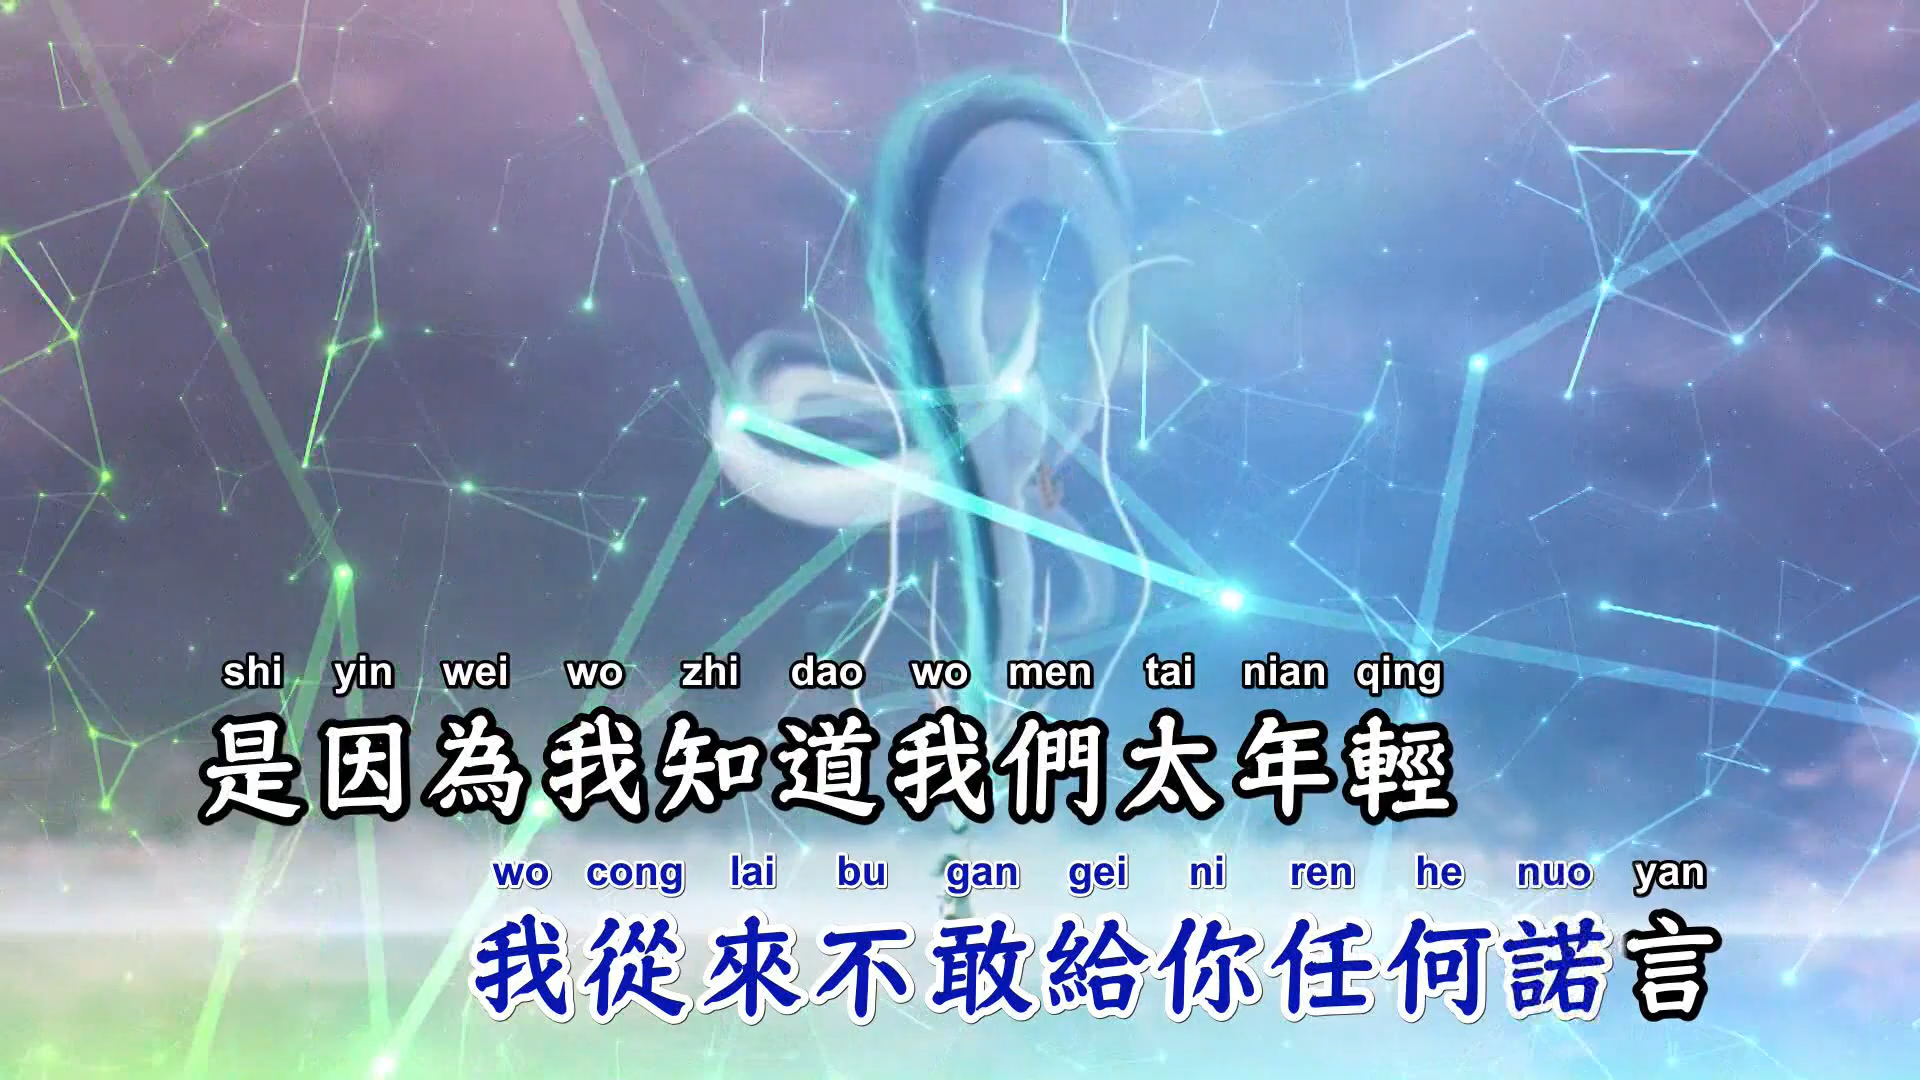 shi yin wei wo zhi dao wo men tai nian qing
是因為我知道我們太年輕
wo cong lai bu gan gei ni ren he nuo yan
我從來不敢給你任何諾言